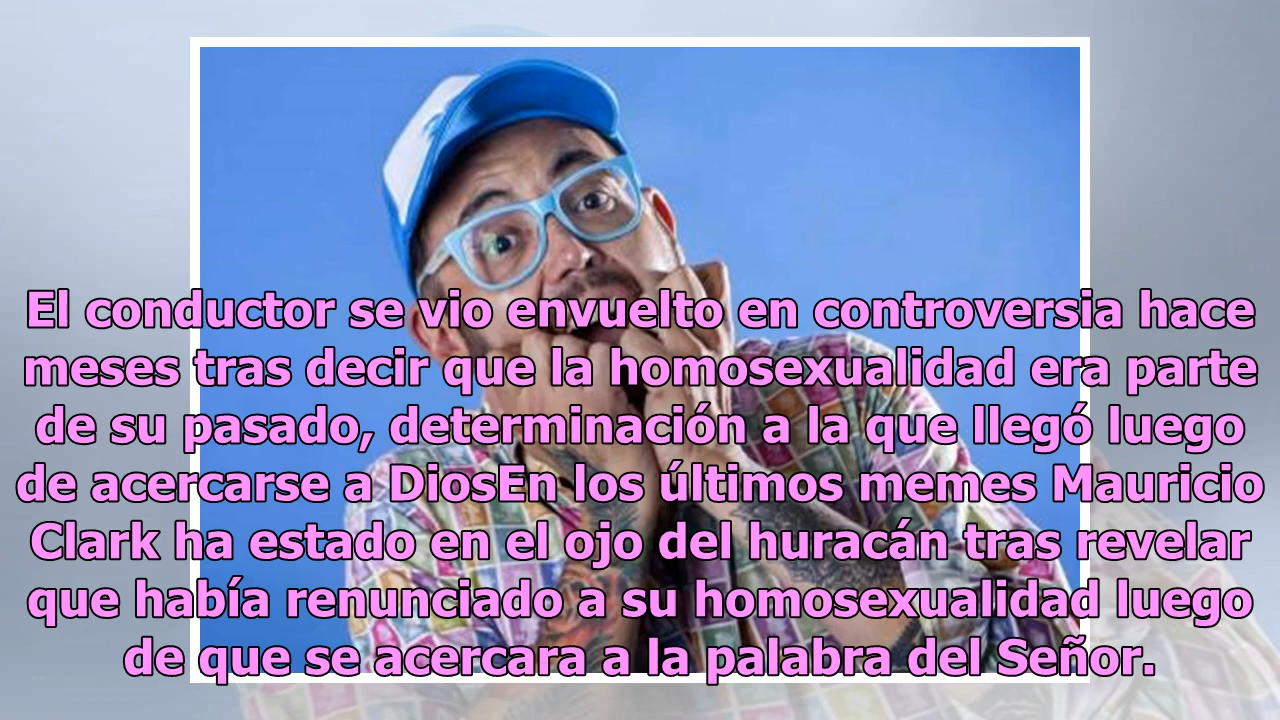 El conductor se vio envuelto en controversia hace
meses tras decir que la homosexualidad era parte
de su pasado, determinación a la que llegó luego
de acercarse a DiosEn los últimos memes Mauricio
Clark ha estado en el ojo del huracán tras revelar
que había renunciado a su homosexualidad luego
de que se acercara a la palabra del Señor.